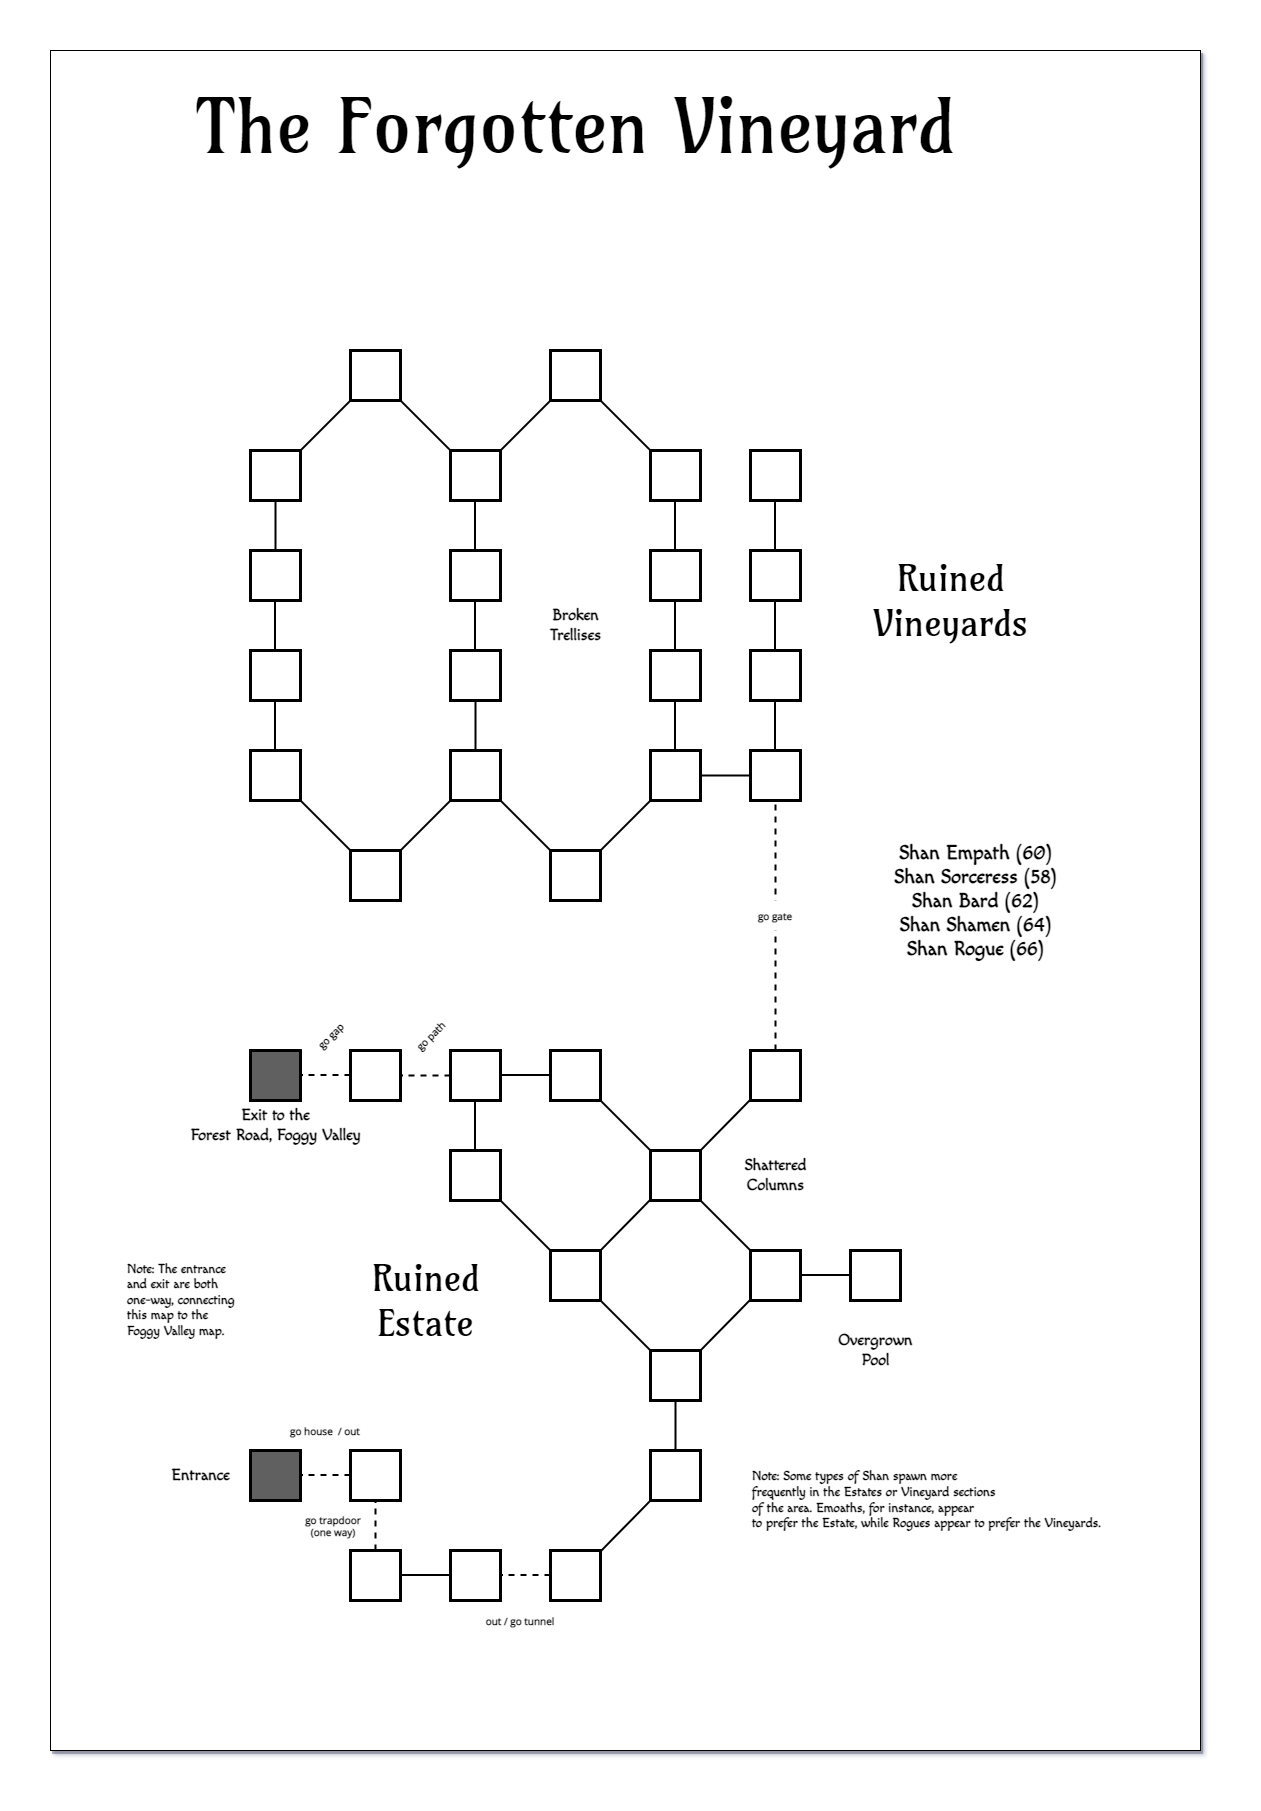 The Forgotten Vineyard
Broken
Trellises
Ruined
Vineyards
Shan Empath (60)
Shan Sorceress (58)
Shan Bard (62)
Shan Shamen (64)
Shan Rogue (66)
go gate
go gap
go path
Exit to the
Forest Road, Foggy Valley
Shattered
Columns
Note: The entrance
and exit are both
one-way, connecting
this map to the
Foggy Valley map.
Ruined
Estate
Overgrown
Pool
go house / out
Entrance
Note: Some types of Shan spawn more
frequently in the Estates or Vineyard sections
of the area. Emoaths, for instance, appear
to prefer the Estate, while Rogues appear to prefer the Vineyards.
go trapdoor
(one way)
out / go tunnel